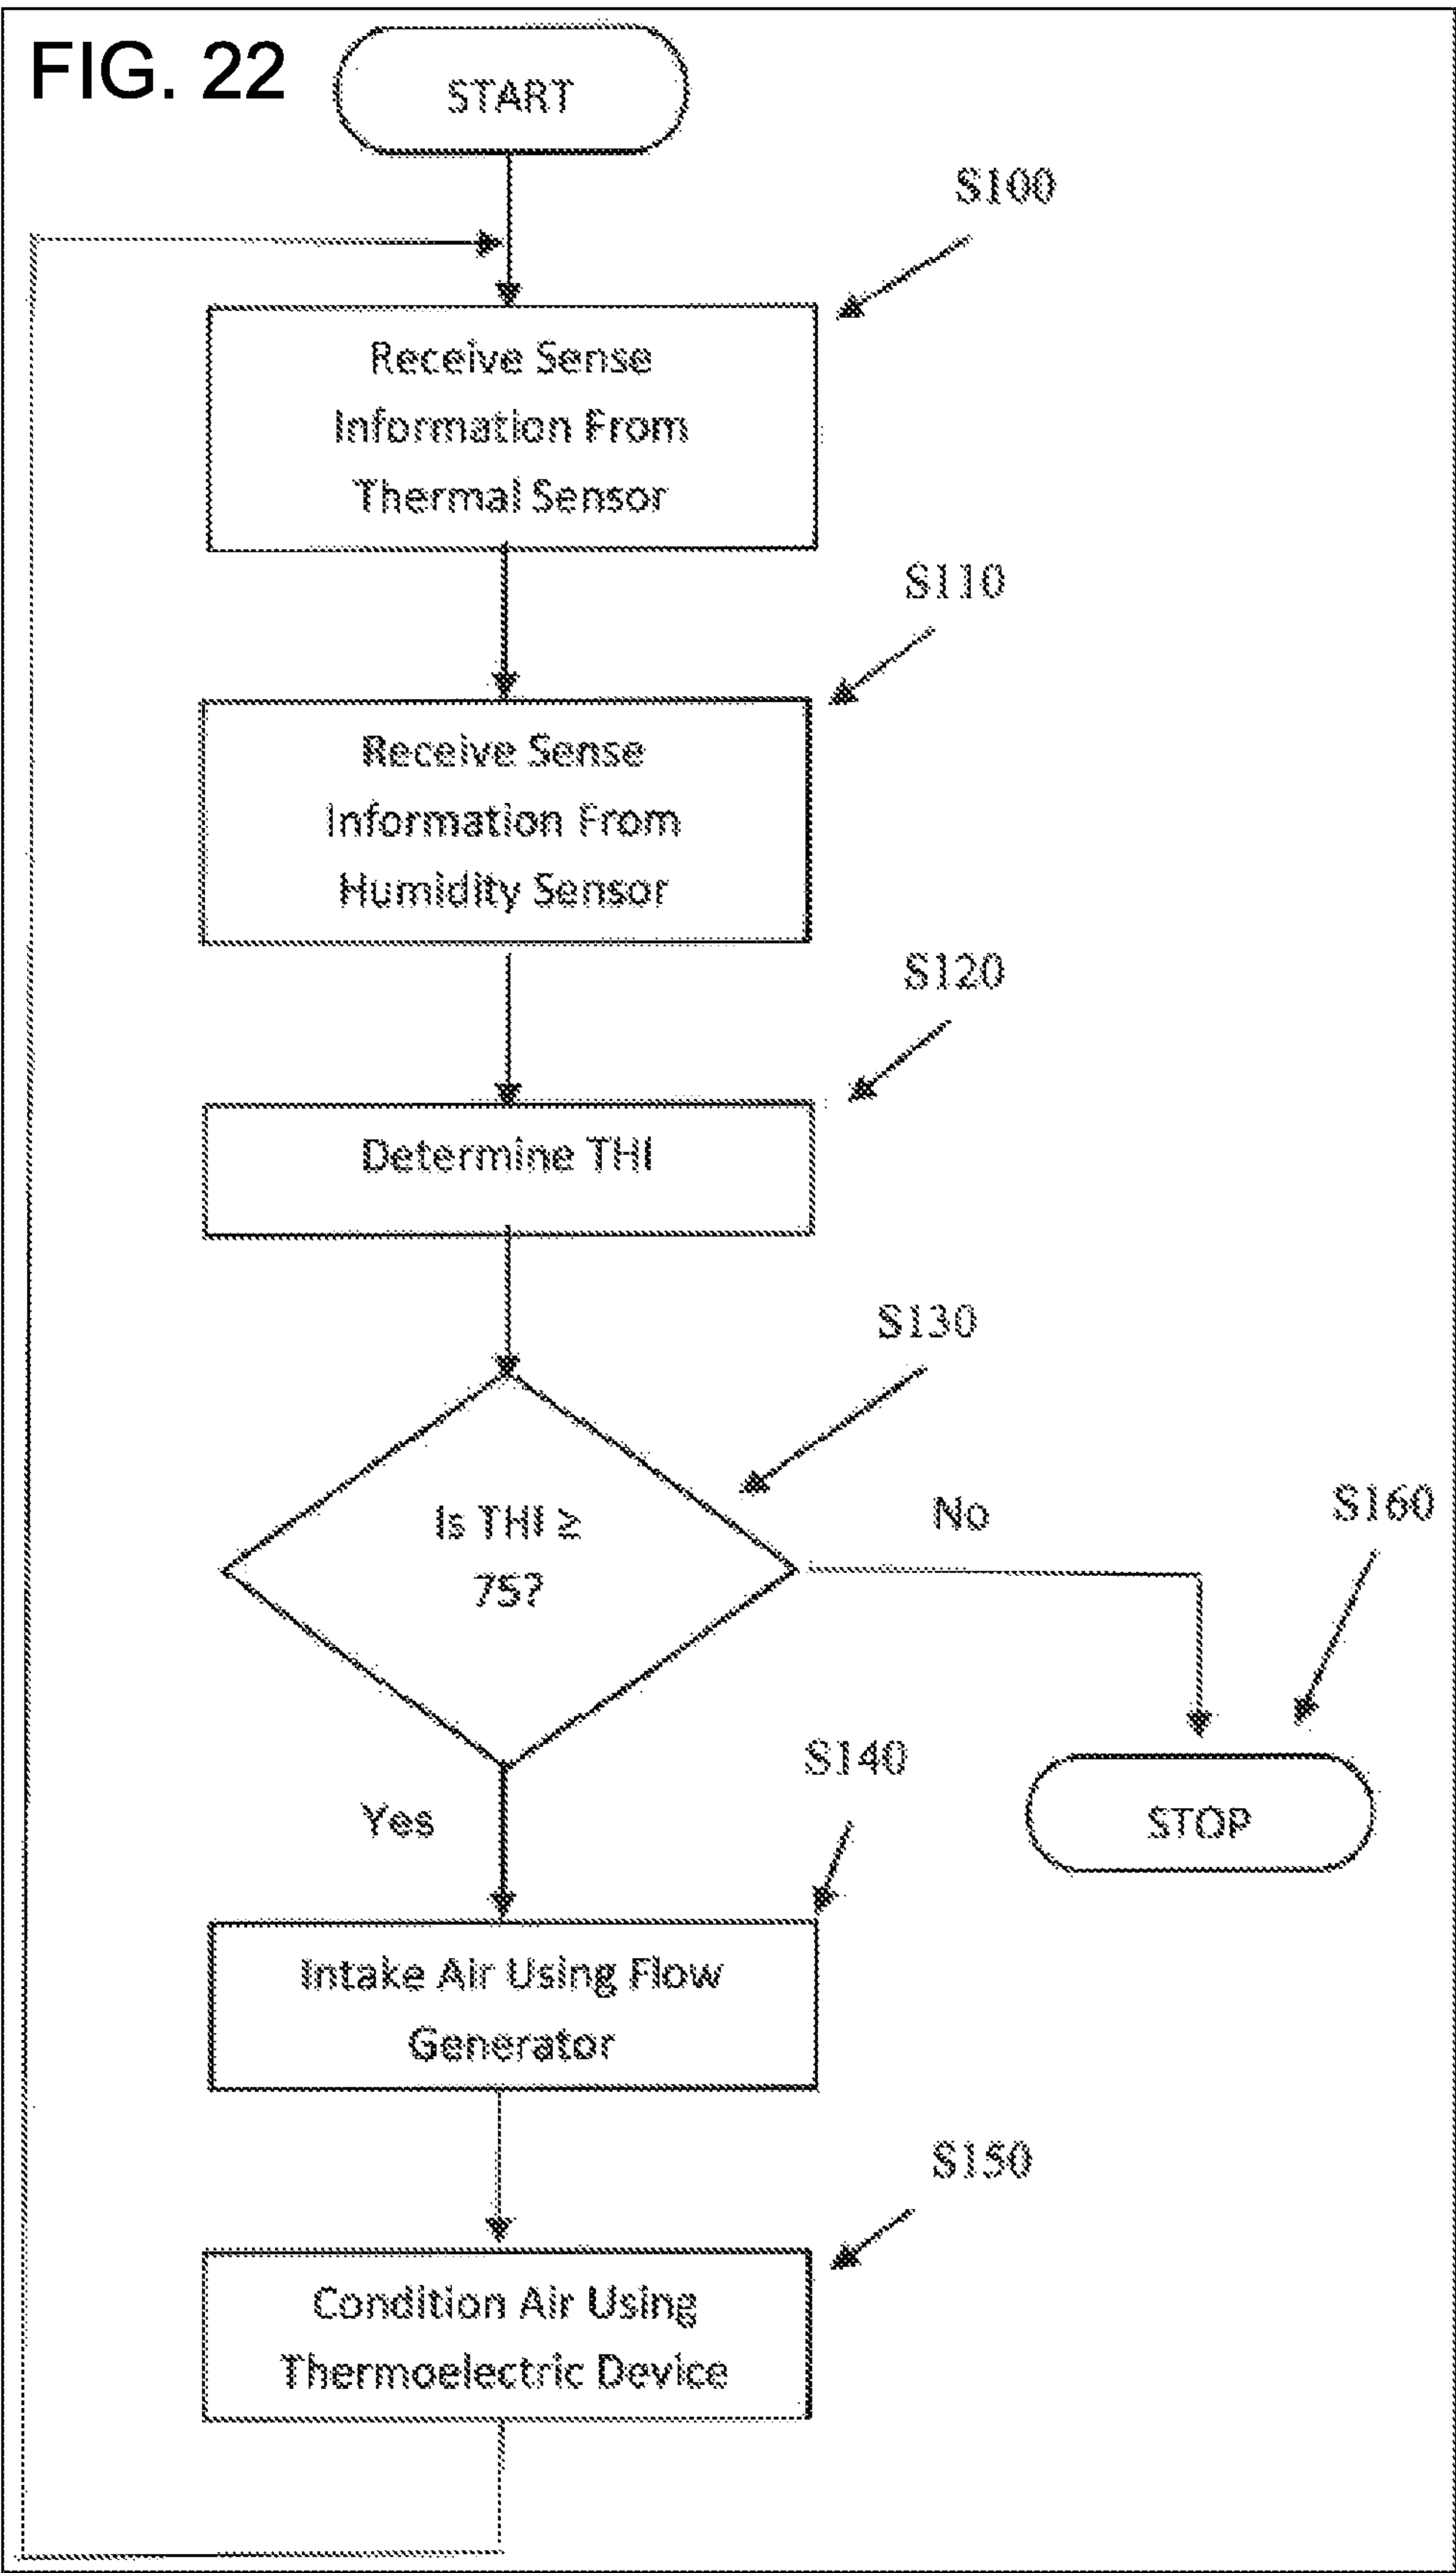 FIG. 22
START
S100
Receive Sense
Information From
Thermal Sensor
S110
Receive Sense
Information From
Humidity Sensor
S120
Determine THI
S130
Is THI ≥
75?
No
S160
STOP
Yes
S140
Intake Air Using Flow
Generator
S150
Condition Air Using
Thermoelectric Device